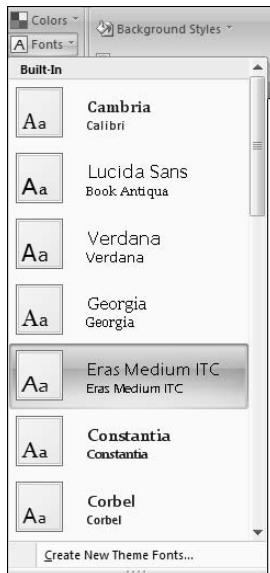 Colors
Background Styles
A Fonts
Built-In
Aa
Cambria
Calibri
Aa
Lucida Sans
Book Antiqua
Aa
Verdana
Verdana
Aa
Georgia
Georgia
Aa
Eras Medium ITC
Eras Medium ITC
Aa
Constantia
Constantia
Aa
Corbel
Corbel
Create New Theme Fonts...